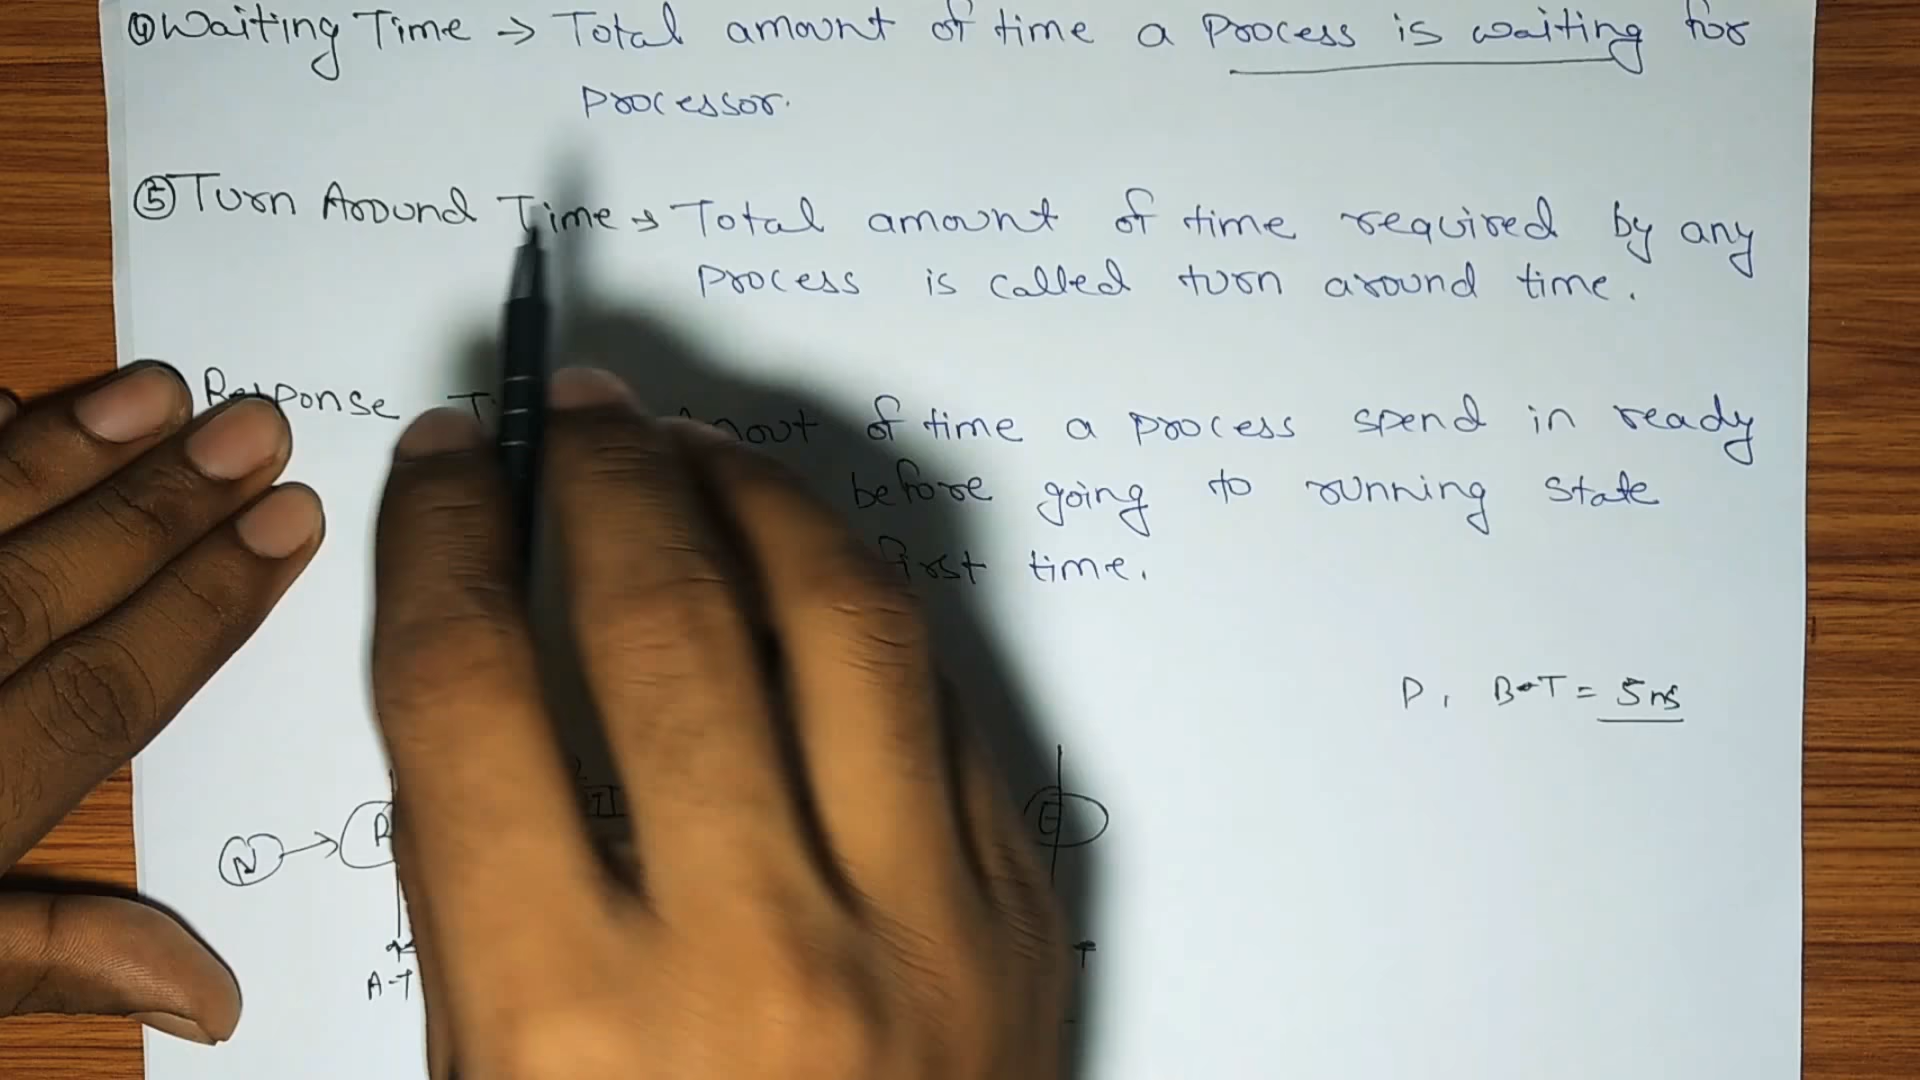 ④ Waiting Time → Total amount of time a process is waiting for
processor.
⑤ Turn Around Time → Total amount of time required by any
process is called turn around time.
Response of time a process spend in ready
before going to running state
first time.
P, B.T = 5ns
N → R E
A-T